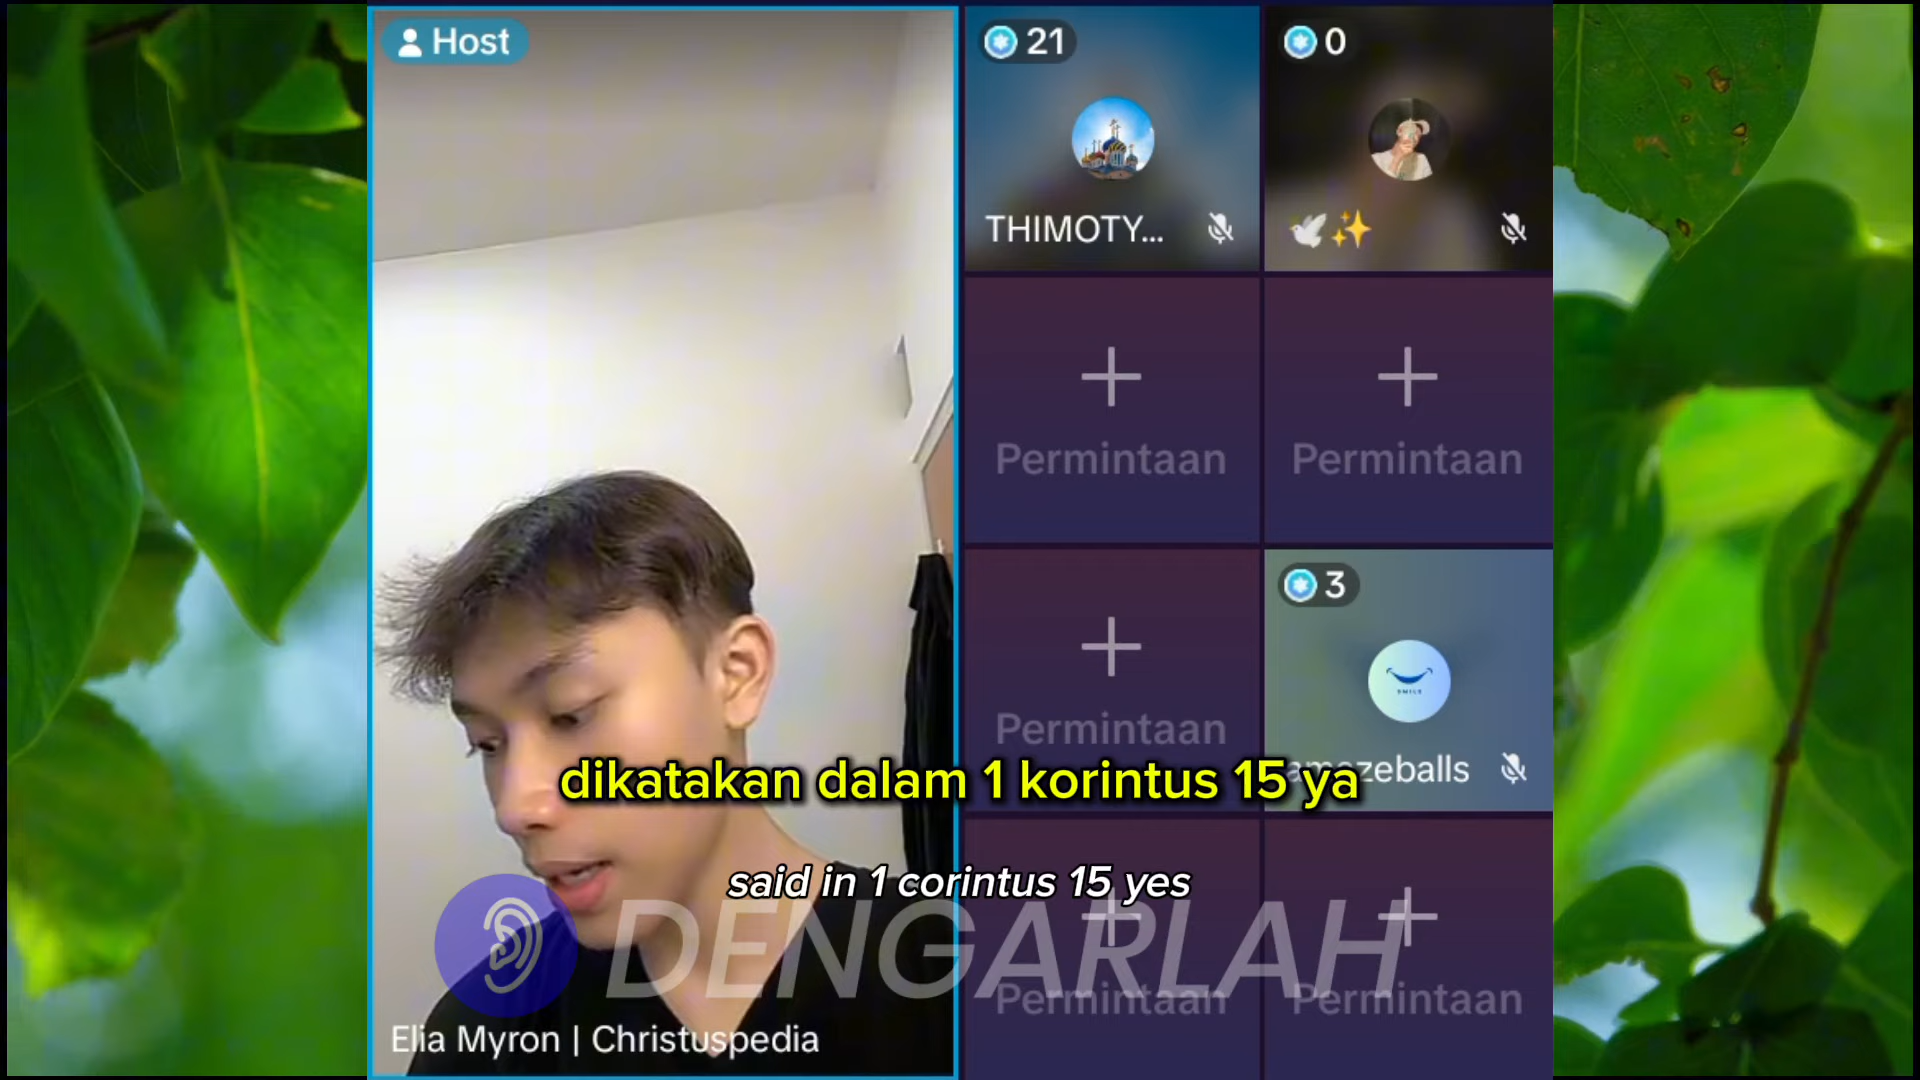 Host
21
0
THIMOTY...
🕊️✨
Permintaan
Permintaan
3
Permintaan
amazeballs
dikatakan dalam 1 korintus 15 ya
said in 1 corintus 15 yes
DENGARLAH
Permintaan
Permintaan
Elia Myron | Christuspedia